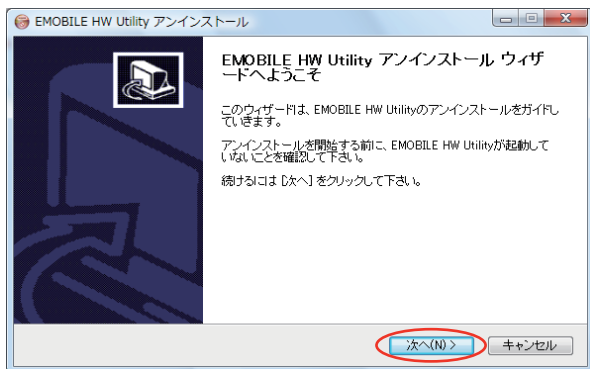 EMOBILE HW Utility アンインストール
EMOBILE HW Utility アンインストール ウィザ
ードへようこそ
このウィザードは、EMOBILE HW Utilityのアンインストールをガイドし
ていきます。
アンインストールを開始する前に、EMOBILE HW Utilityが起動して
いないことを確認して下さい。
続けるには [次へ] をクリックして下さい。
次へ(N) >
キャンセル